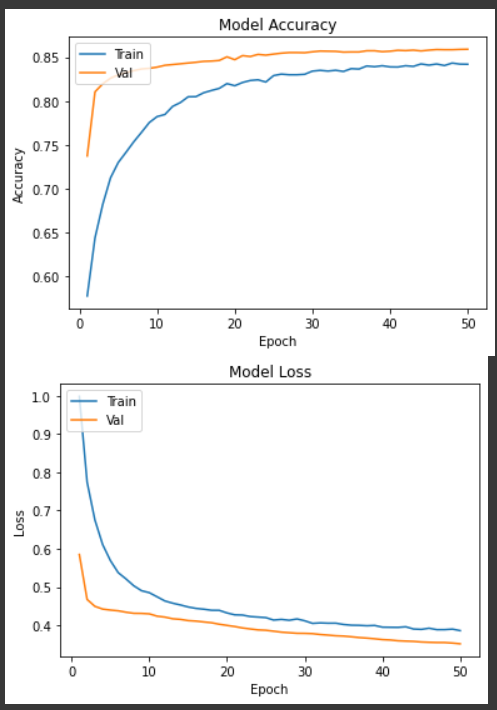 Model Accuracy
0.85
0.80
0.75
0.70
0.65
0.60
Accuracy
Train
Val
0 10 20 30 40 50
Epoch
Model Loss
1.0
0.9
0.8
0.7
0.6
0.5
0.4
Loss
Train
Val
0 10 20 30 40 50
Epoch